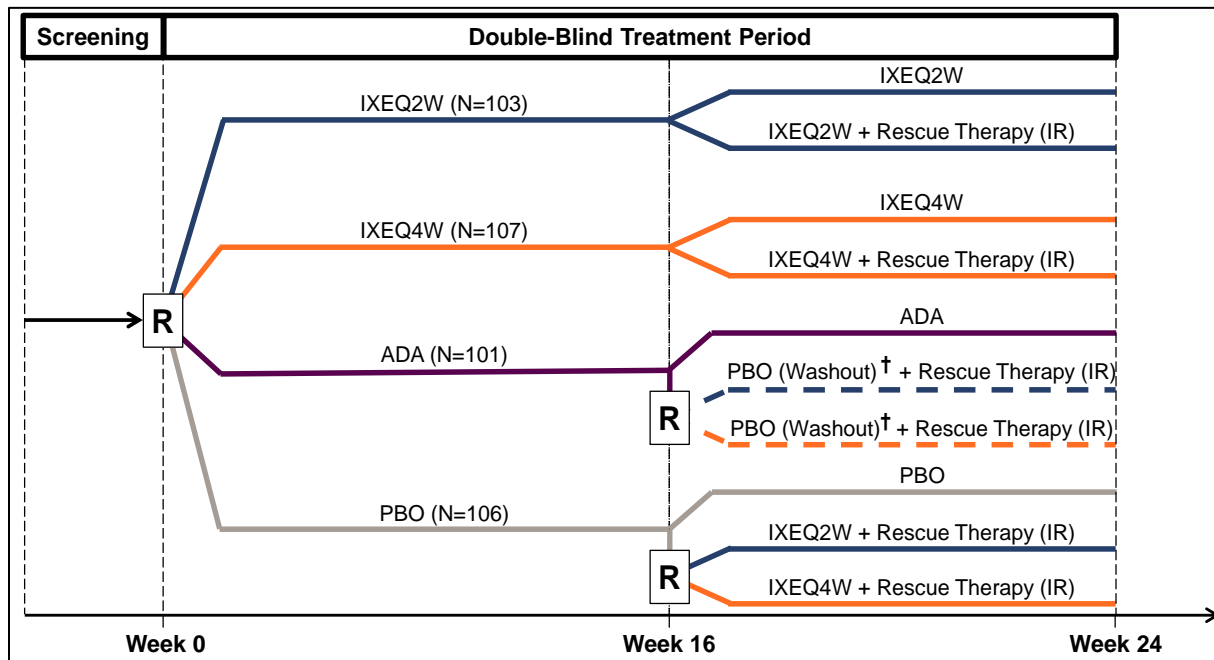 Screening
Double-Blind Treatment Period
IXEQ2W
IXEQ2W (N=103)
IXEQ2W + Rescue Therapy (IR)
IXEQ4W
IXEQ4W (N=107)
IXEQ4W + Rescue Therapy (IR)
R
ADA
ADA (N=101)
PBO (Washout)† + Rescue Therapy (IR)
R
PBO (Washout)† + Rescue Therapy (IR)
PBO
PBO (N=106)
IXEQ2W + Rescue Therapy (IR)
R
IXEQ4W + Rescue Therapy (IR)
Week 0
Week 16
Week 24